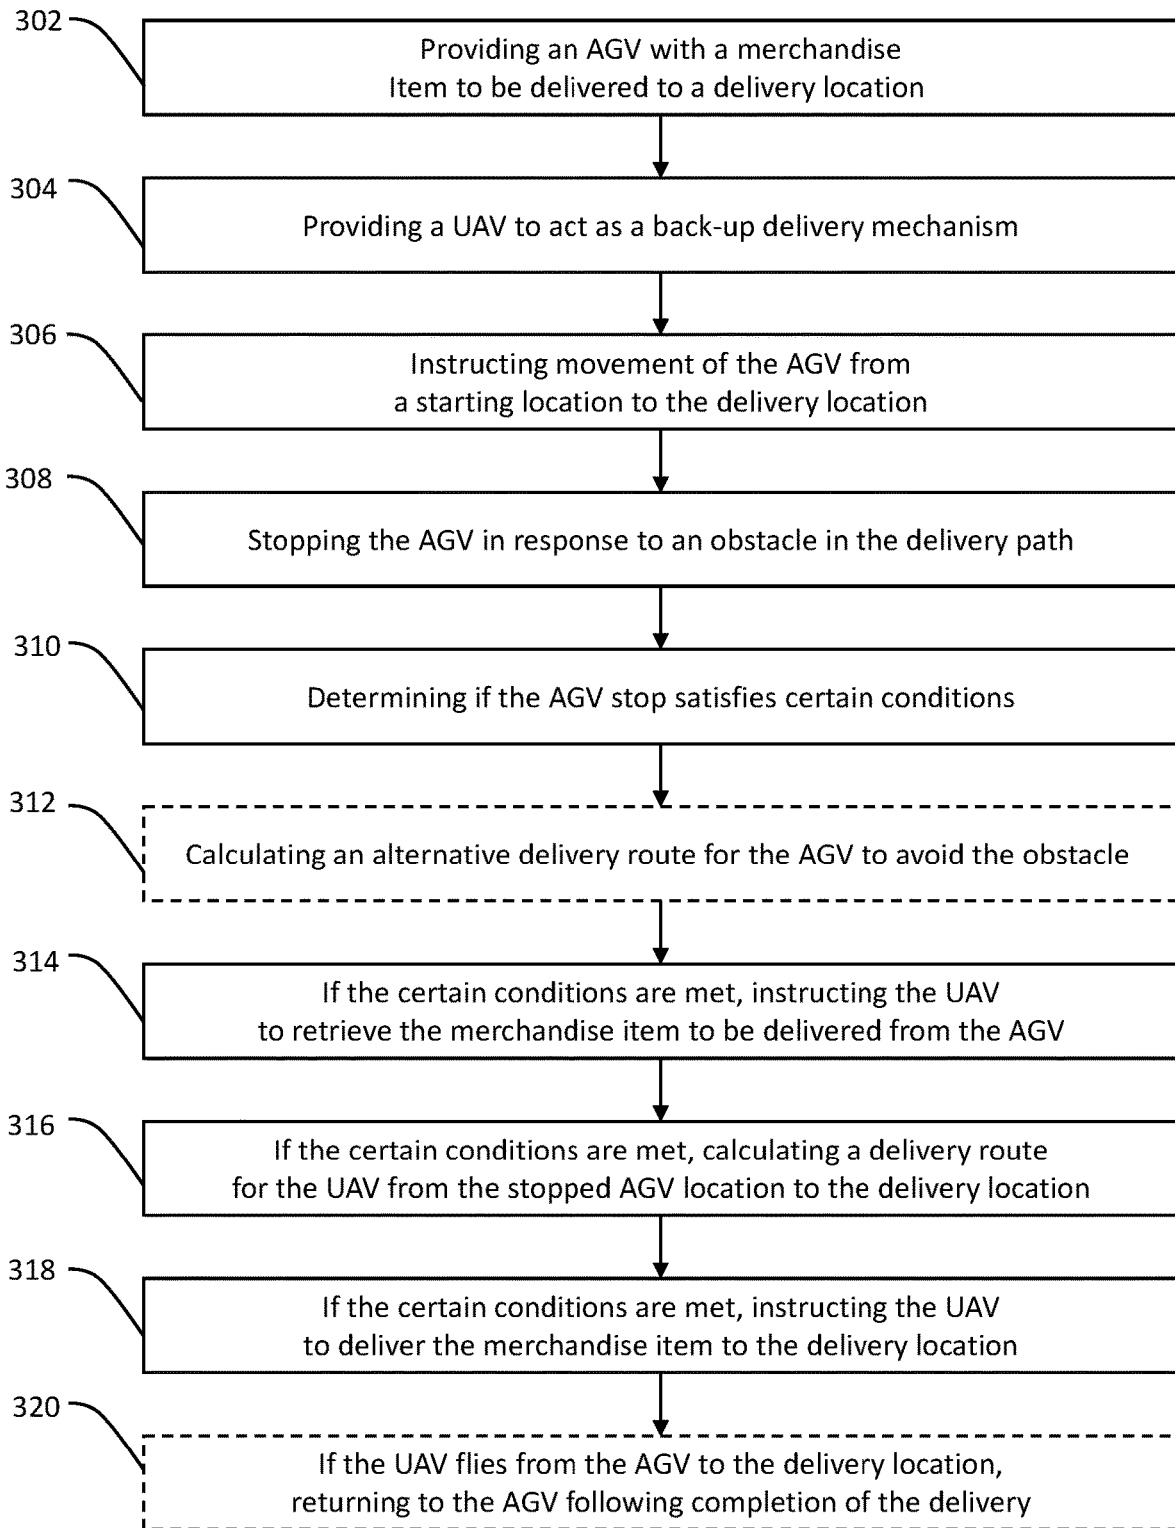 302
Providing an AGV with a merchandise
Item to be delivered to a delivery location
304
Providing a UAV to act as a back-up delivery mechanism
306
Instructing movement of the AGV from
a starting location to the delivery location
308
Stopping the AGV in response to an obstacle in the delivery path
310
Determining if the AGV stop satisfies certain conditions
312
Calculating an alternative delivery route for the AGV to avoid the obstacle
314
If the certain conditions are met, instructing the UAV
to retrieve the merchandise item to be delivered from the AGV
316
If the certain conditions are met, calculating a delivery route
for the UAV from the stopped AGV location to the delivery location
318
If the certain conditions are met, instructing the UAV
to deliver the merchandise item to the delivery location
320
If the UAV flies from the AGV to the delivery location,
returning to the AGV following completion of the delivery